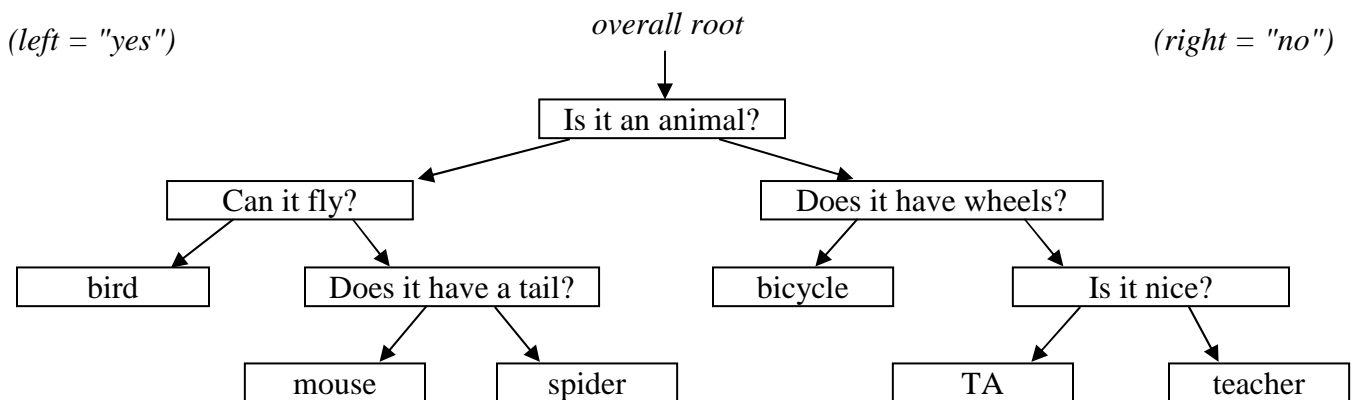 overall root
(left = "yes")
(right = "no")
Is it an animal?
Can it fly?
Does it have wheels?
bird
Does it have a tail?
bicycle
Is it nice?
mouse
spider
TA
teacher